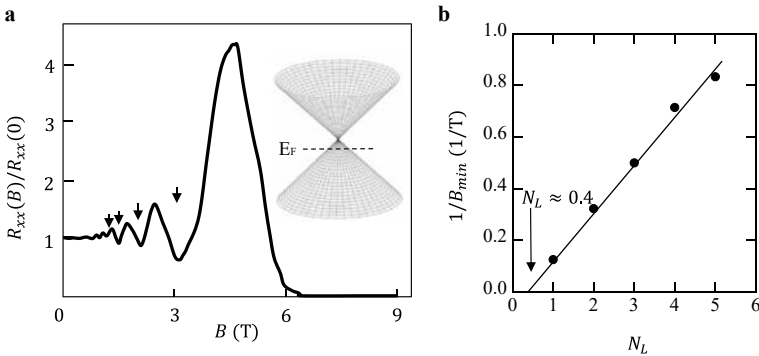 a
4
3
2
1
R_xx(B)/R_xx(0)
E_F
0
3
6
9
B (T)
b
1.0
0.8
0.6
0.4
0.2
0.0
1/B_min (1/T)
N_L ≈ 0.4
0
1
2
3
4
5
6
N_L